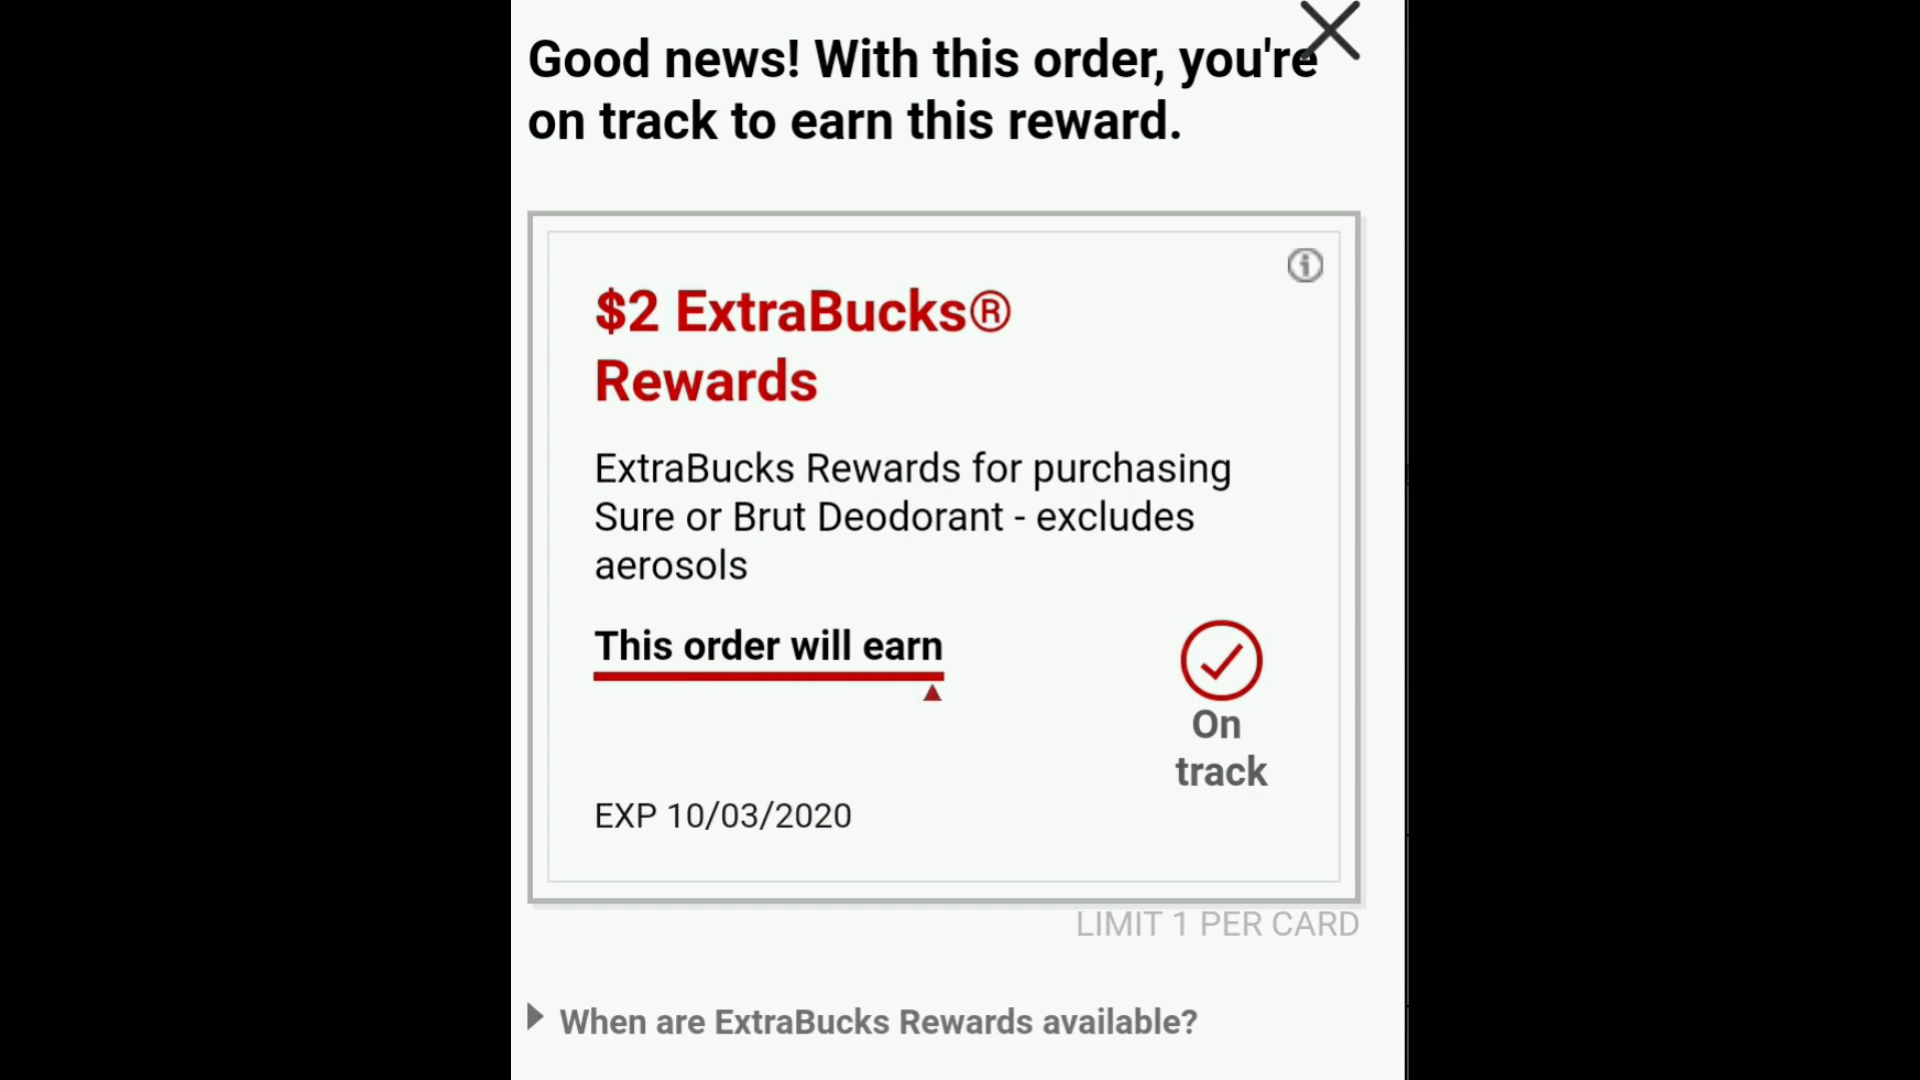 Good news! With this order, you're
on track to earn this reward.
$2 ExtraBucks®
Rewards
ExtraBucks Rewards for purchasing
Sure or Brut Deodorant - excludes
aerosols
This order will earn
On
track
EXP 10/03/2020
LIMIT 1 PER CARD
When are ExtraBucks Rewards available?